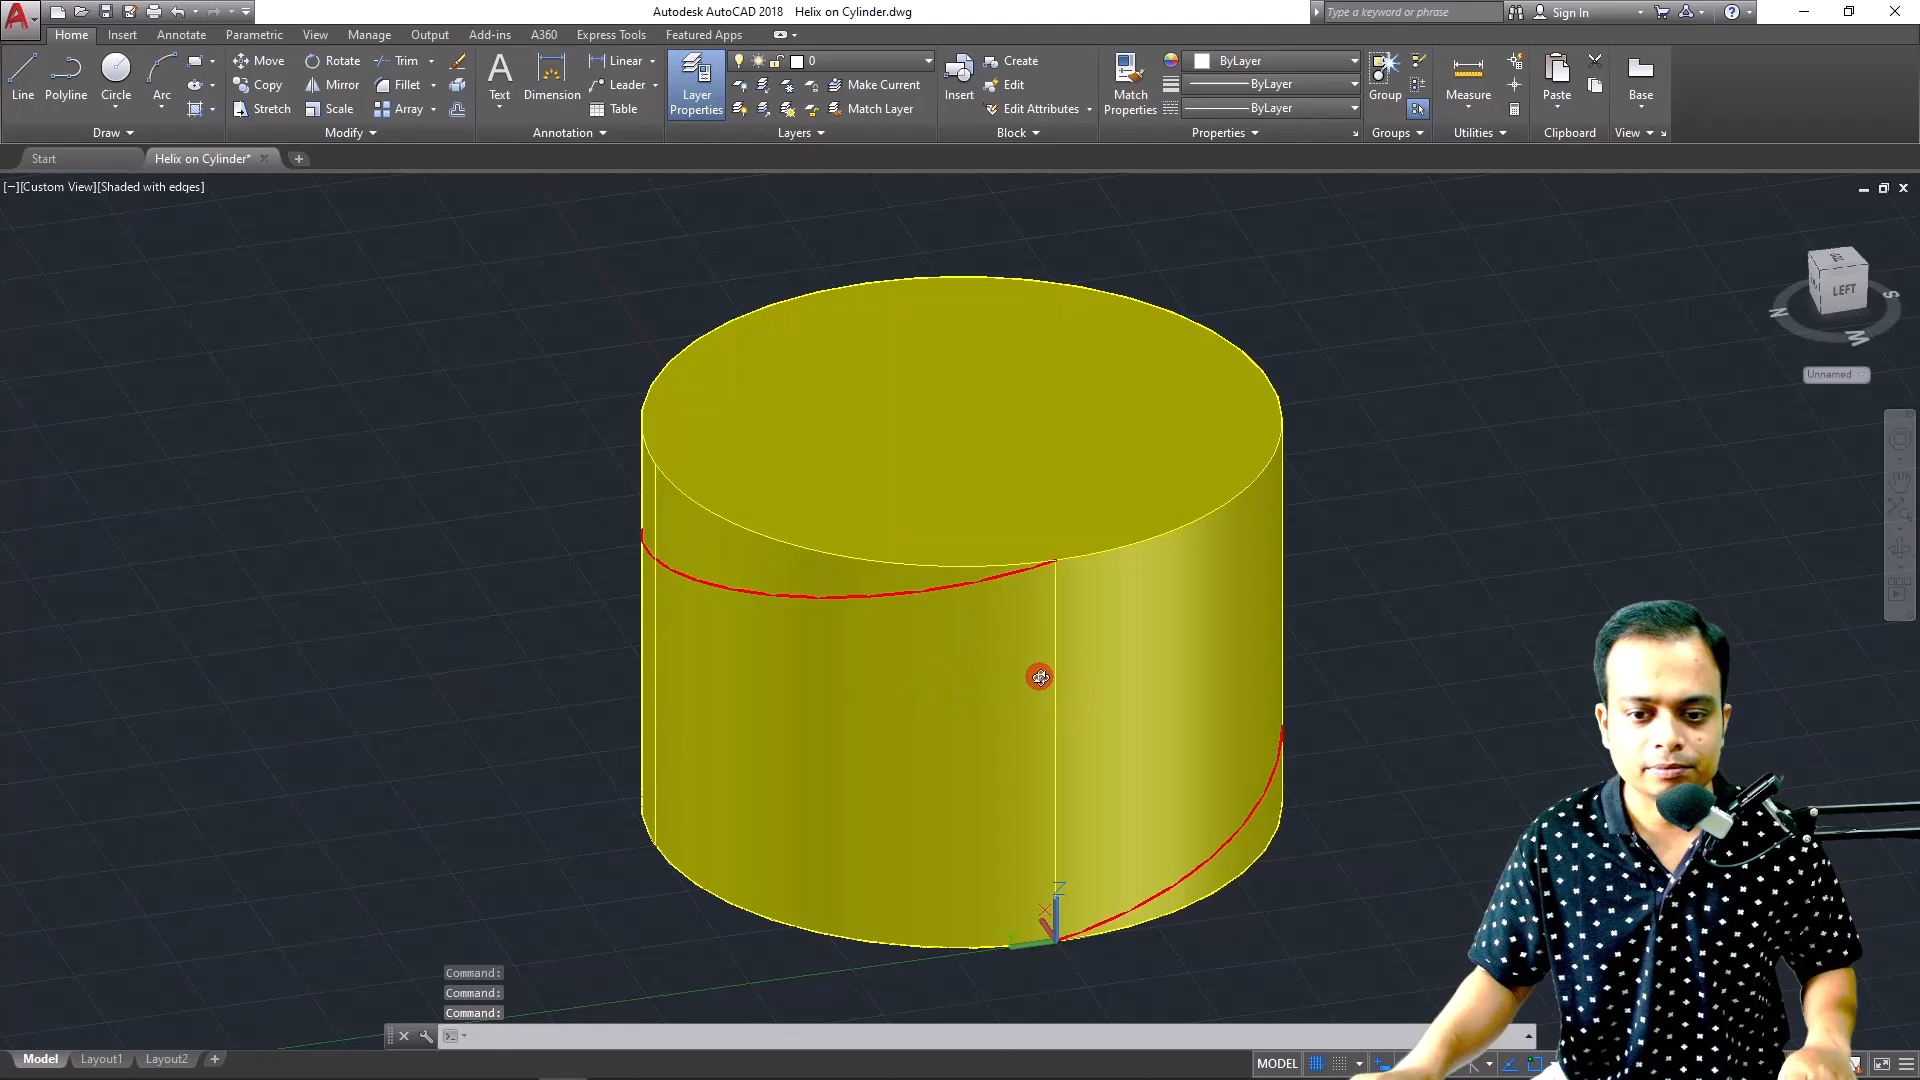 Autodesk AutoCAD 2018 Helix on Cylinder.dwg
Type a keyword or phrase
Sign In
Home Insert Annotate Parametric View Manage Output Add-ins A360 Express Tools Featured Apps
Line Polyline Circle Arc
Draw
Move Rotate Trim
Copy Mirror Fillet
Stretch Scale Array
Modify
Text Dimension
Linear
Leader
Table
Annotation
Layer Properties
0
Make Current
Match Layer
Layers
Insert
Create
Edit
Edit Attributes
Block
Match Properties
ByLayer
ByLayer
ByLayer
Properties
Group
Groups
Measure
Utilities
Paste
Clipboard
Base
View
Start Helix on Cylinder*
[−][Custom View][Shaded with edges]
LEFT
N
S
W
Unnamed
Z
X
Command:
Command:
Command:
Model Layout1 Layout2
MODEL